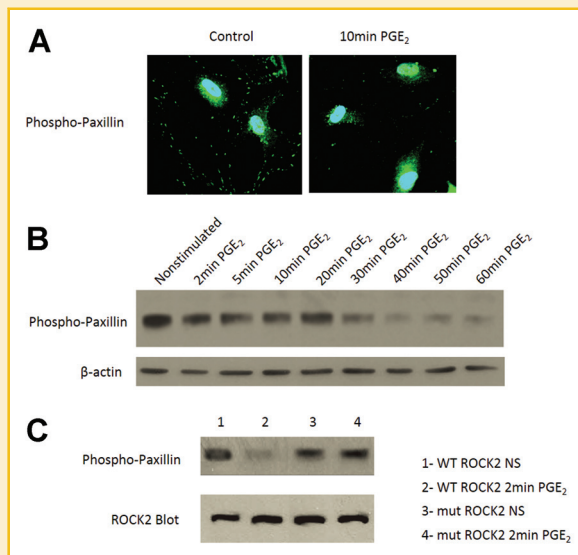 A
Control
10min PGE₂
Phospho-Paxillin
B
Nonstimulated
2min PGE₂
5min PGE₂
10min PGE₂
20min PGE₂
30min PGE₂
40min PGE₂
50min PGE₂
60min PGE₂
Phospho-Paxillin
β-actin
C
1 2 3 4
Phospho-Paxillin
ROCK2 Blot
1- WT ROCK2 NS
2- WT ROCK2 2min PGE₂
3- mut ROCK2 NS
4- mut ROCK2 2min PGE₂